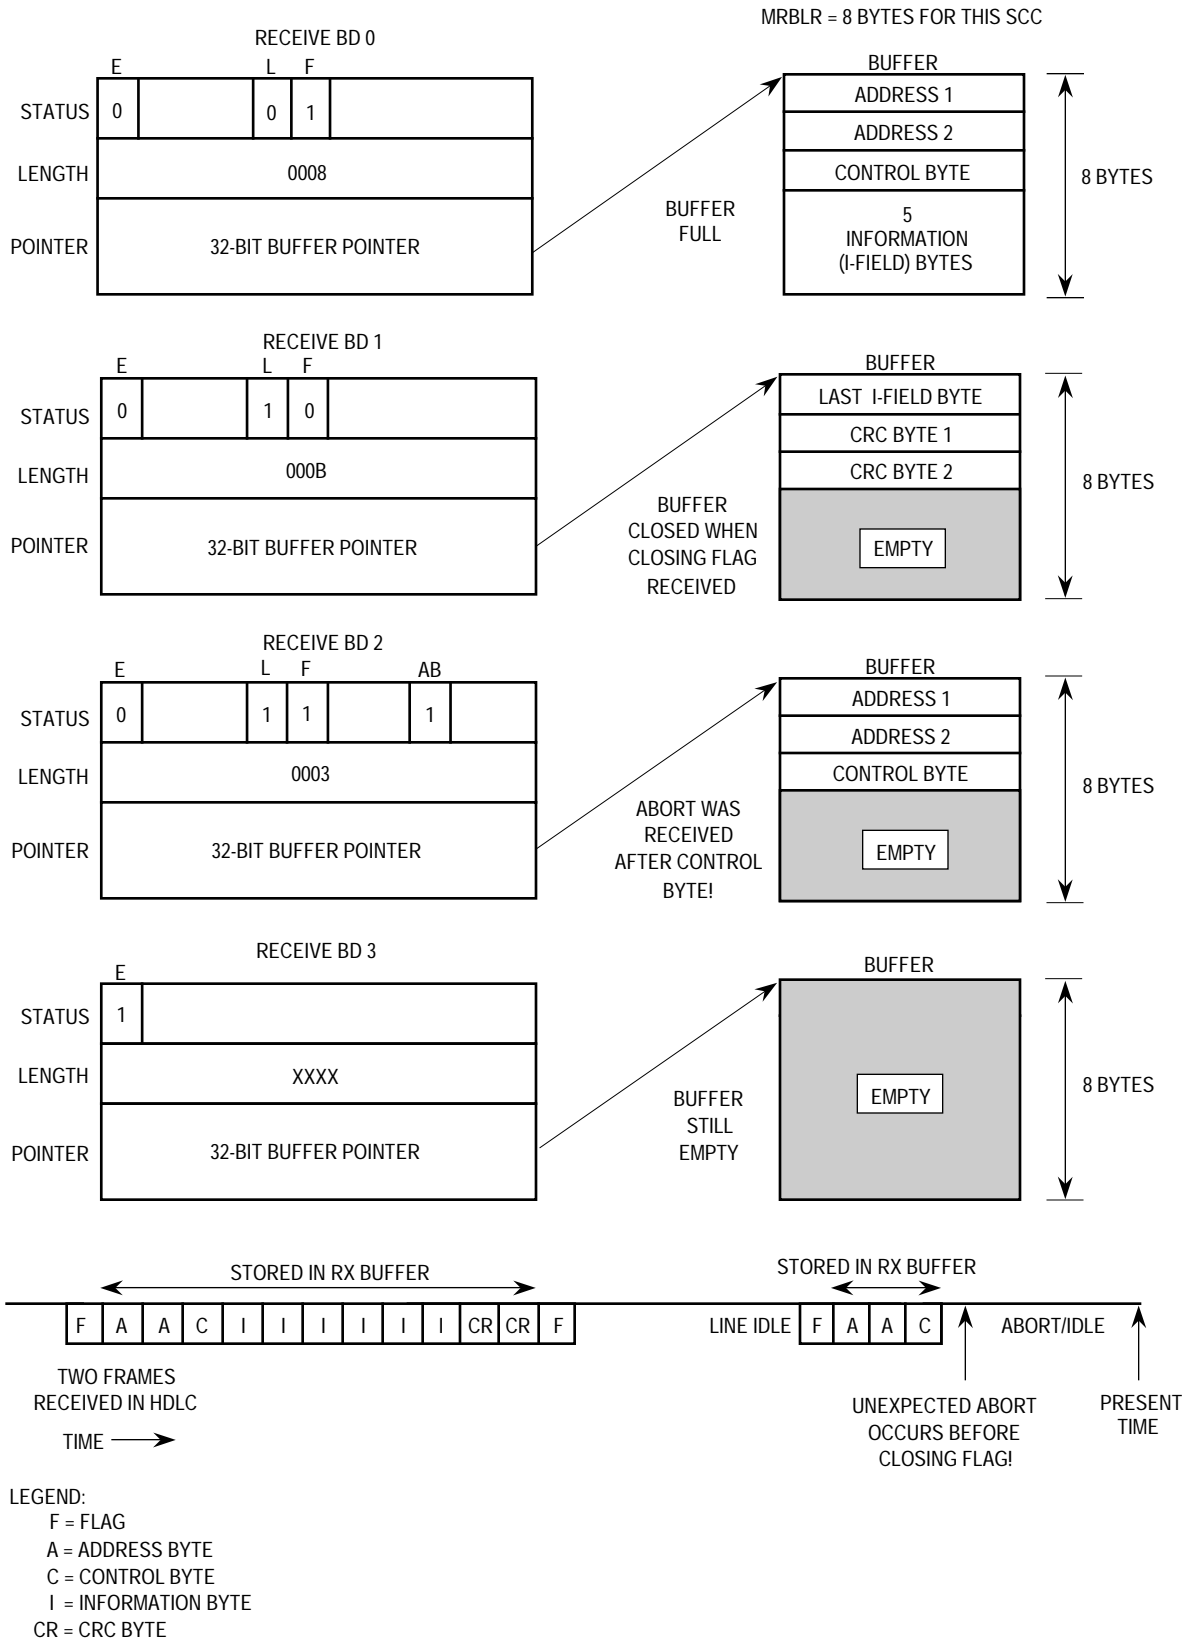 MRBLR = 8 BYTES FOR THIS SCC
RECEIVE BD 0
E L F
STATUS 0 0 1
LENGTH 0008
POINTER 32-BIT BUFFER POINTER
BUFFER
FULL
BUFFER
ADDRESS 1
ADDRESS 2
CONTROL BYTE
5
INFORMATION
(I-FIELD) BYTES
8 BYTES
RECEIVE BD 1
E L F
STATUS 0 1 0
LENGTH 000B
POINTER 32-BIT BUFFER POINTER
BUFFER
CLOSED WHEN
CLOSING FLAG
RECEIVED
BUFFER
LAST I-FIELD BYTE
CRC BYTE 1
CRC BYTE 2
EMPTY
8 BYTES
RECEIVE BD 2
E L F AB
STATUS 0 1 1 1
LENGTH 0003
POINTER 32-BIT BUFFER POINTER
ABORT WAS
RECEIVED
AFTER CONTROL
BYTE!
BUFFER
ADDRESS 1
ADDRESS 2
CONTROL BYTE
EMPTY
8 BYTES
RECEIVE BD 3
E
STATUS 1
LENGTH XXXX
POINTER 32-BIT BUFFER POINTER
BUFFER
STILL
EMPTY
BUFFER
EMPTY
8 BYTES
STORED IN RX BUFFER
STORED IN RX BUFFER
F A A C I I I I I I CR CR F
LINE IDLE F A A C ABORT/IDLE
TWO FRAMES
RECEIVED IN HDLC
TIME
UNEXPECTED ABORT
OCCURS BEFORE
CLOSING FLAG!
PRESENT
TIME
LEGEND:
F = FLAG
A = ADDRESS BYTE
C = CONTROL BYTE
I = INFORMATION BYTE
CR = CRC BYTE